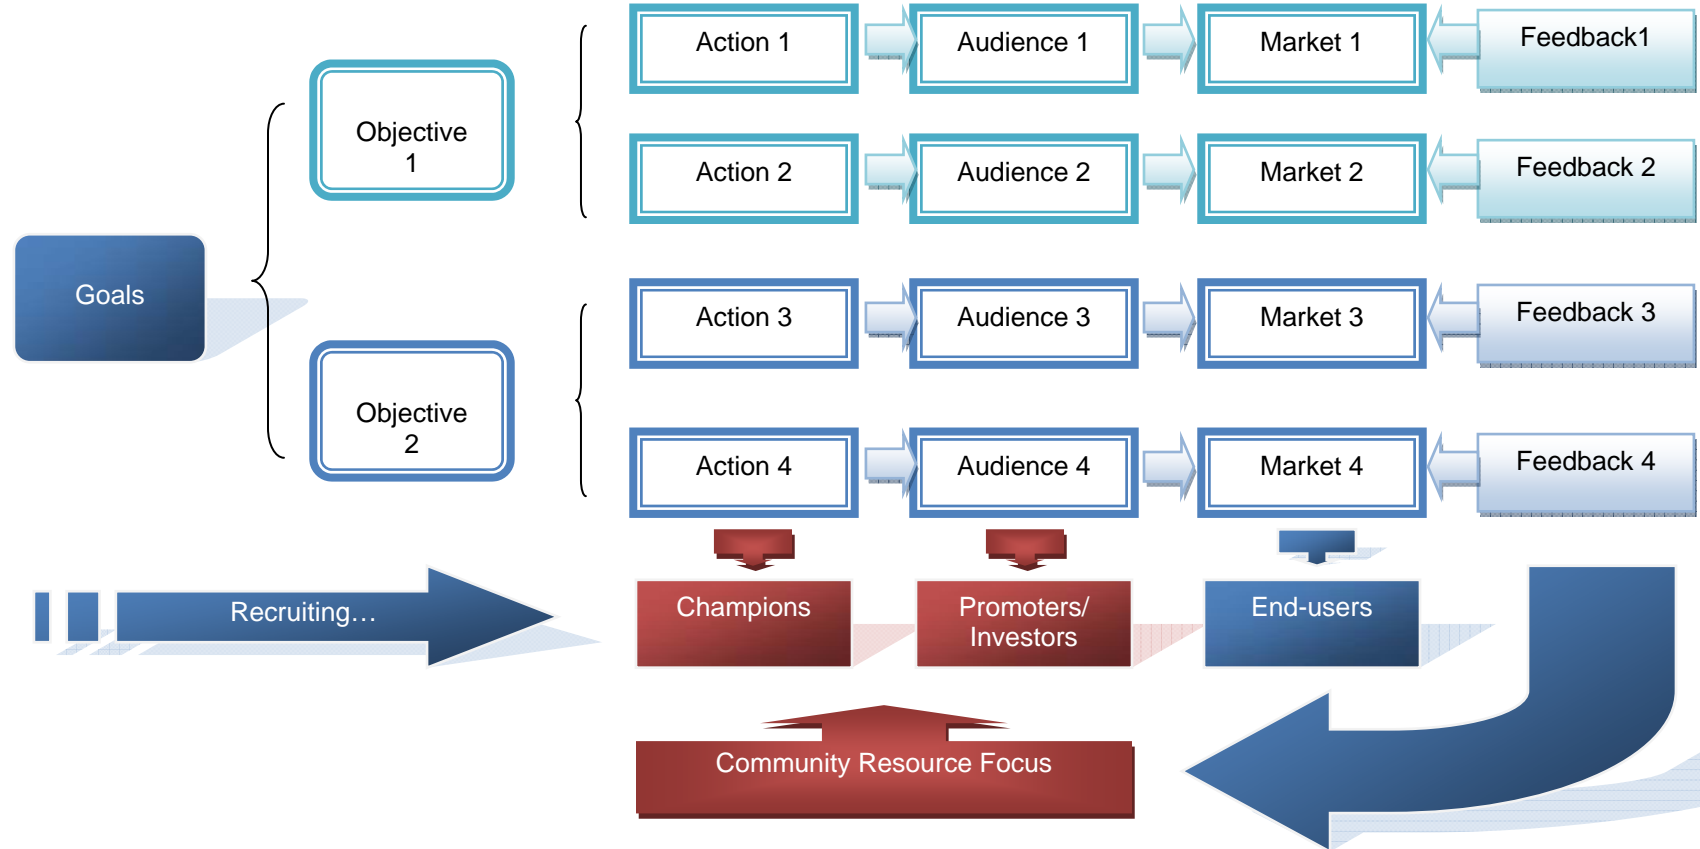 Action 1
Audience 1
Market 1
Feedback1
Objective
1
Action 2
Audience 2
Market 2
Feedback 2
Goals
Action 3
Audience 3
Market 3
Feedback 3
Objective
2
Action 4
Audience 4
Market 4
Feedback 4
Recruiting…
Champions
Promoters/
Investors
End-users
Community Resource Focus